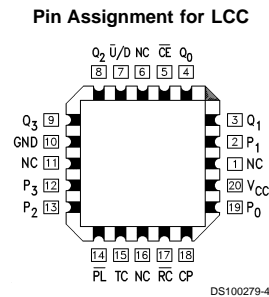 Pin Assignment for LCC
Q₂ Ū/D NC C̅E̅ Q₀
8 7 6 5 4
Q₃ 9
GND 10
NC 11
P₃ 12
P₂ 13
3 Q₁
2 P₁
1 NC
20 V_CC
19 P₀
14 15 16 17 18
P̅L̅ TC NC R̅C̅ CP
DS100279-4